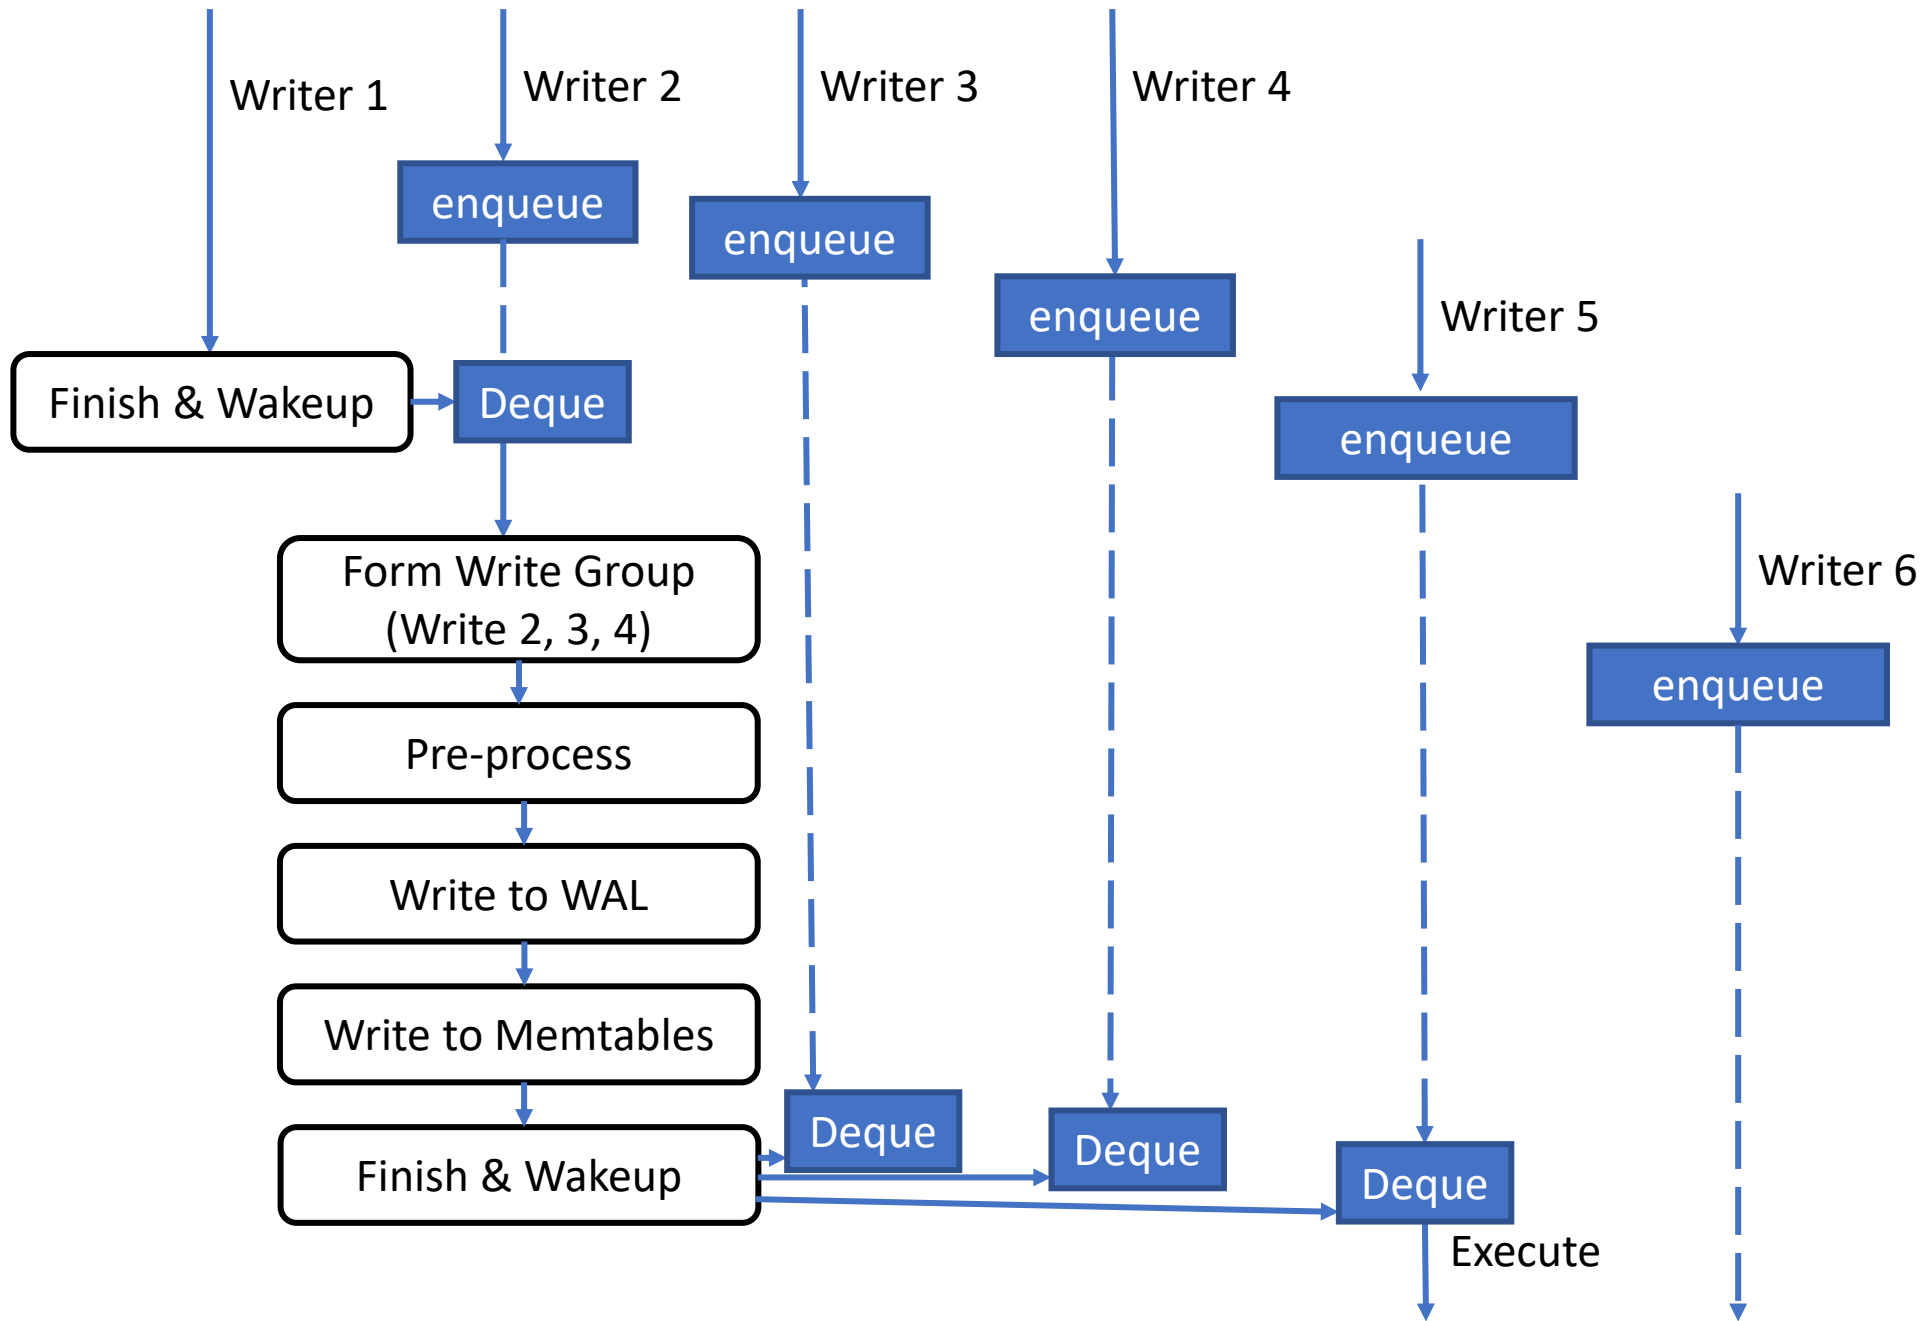 Writer 1
Writer 2
Writer 3
Writer 4
enqueue
enqueue
enqueue
Writer 5
Finish & Wakeup
Deque
enqueue
Form Write Group
(Write 2, 3, 4)
Writer 6
enqueue
Pre-process
Write to WAL
Write to Memtables
Finish & Wakeup
Deque
Deque
Deque
Execute